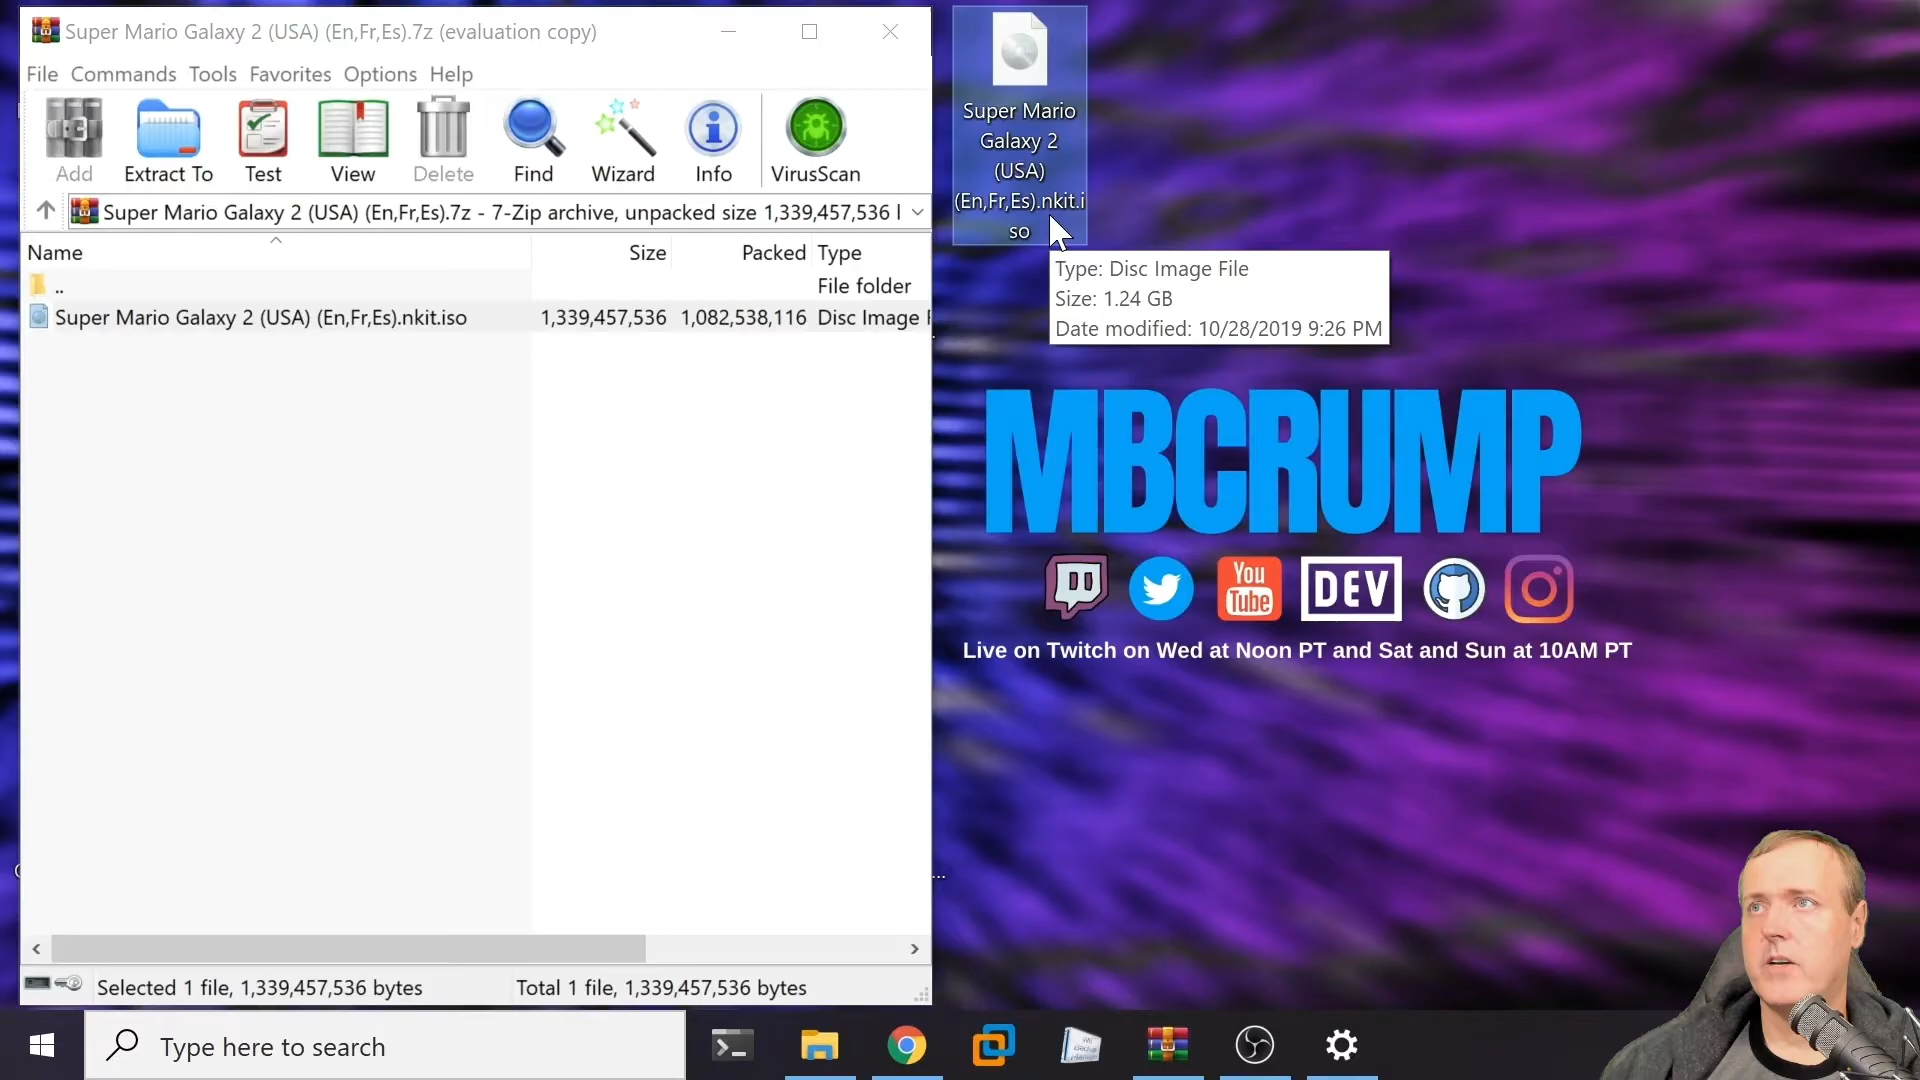 Super Mario Galaxy 2 (USA) (En,Fr,Es).7z (evaluation copy)
File Commands Tools Favorites Options Help
Add Extract To Test View Delete Find Wizard Info VirusScan
Super Mario Galaxy 2 (USA) (En,Fr,Es).7z - 7-Zip archive, unpacked size 1,339,457,536
Name Size Packed Type
.. File folder
Super Mario Galaxy 2 (USA) (En,Fr,Es).nkit.iso 1,339,457,536 1,082,538,116 Disc Image
Selected 1 file, 1,339,457,536 bytes Total 1 file, 1,339,457,536 bytes
Super Mario
Galaxy 2
(USA)
(En,Fr,Es).nkit.i
so
Type: Disc Image File
Size: 1.24 GB
Date modified: 10/28/2019 9:26 PM
MBCRUMP
You
Tube
DEV
Live on Twitch on Wed at Noon PT and Sat and Sun at 10AM PT
Type here to search